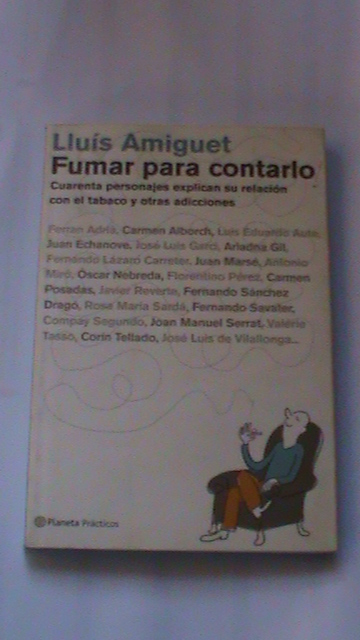 Lluís Amiguet
Fumar para contarlo
Cuarenta personajes explican su relación
con el tabaco y otras adicciones
Ferran Adrià, Carmen Alborch, Luis Eduardo Aute,
Juan Echanove, José Luis Garci, Ariadna Gil,
Fernando Lázaro Carreter, Juan Marsé, Antonio
Miró, Òscar Nebreda, Florentino Pérez, Carmen
Posadas, Javier Reverte, Fernando Sánchez
Dragó, Rosa Maria Sardà, Fernando Savater,
Compay Segundo, Joan Manuel Serrat, Valérie
Tasso, Corín Tellado, José Luis de Vilallonga...
Planeta Prácticos